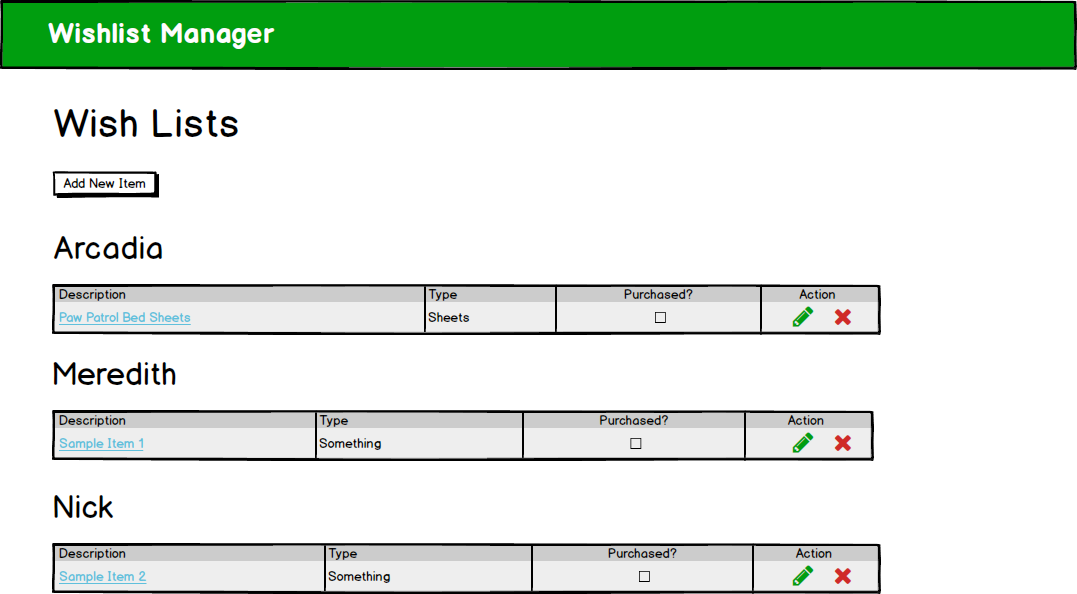 Wishlist Manager
Wish Lists
Add New Item
Arcadia
Description Type Purchased? Action
Paw Patrol Bed Sheets Sheets
Meredith
Description Type Purchased? Action
Sample Item 1 Something
Nick
Description Type Purchased? Action
Sample Item 2 Something